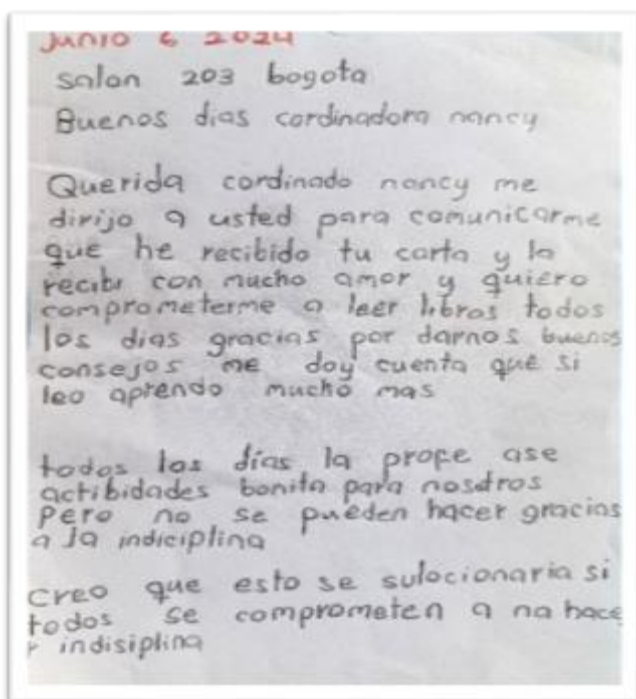 junio 6 2024
salon 203 bogota
Buenos dias cordinadora nancy
Querida cordinado nancy me
dirijo a usted para comunicarme
que he recibido tu carta y la
recibi con mucho amor y quiero
comprometerme a leer libros todos
los dias gracias por darnos buenos
consejos me doy cuenta que si
leo aprendo mucho mas
todos los días la profe ase
actibidades bonita para nosotros
Pero no se pueden hacer gracias
a la indiciplina
creo que esto se sulocionaria si
todos se comprometen a na hace
r indisiplina